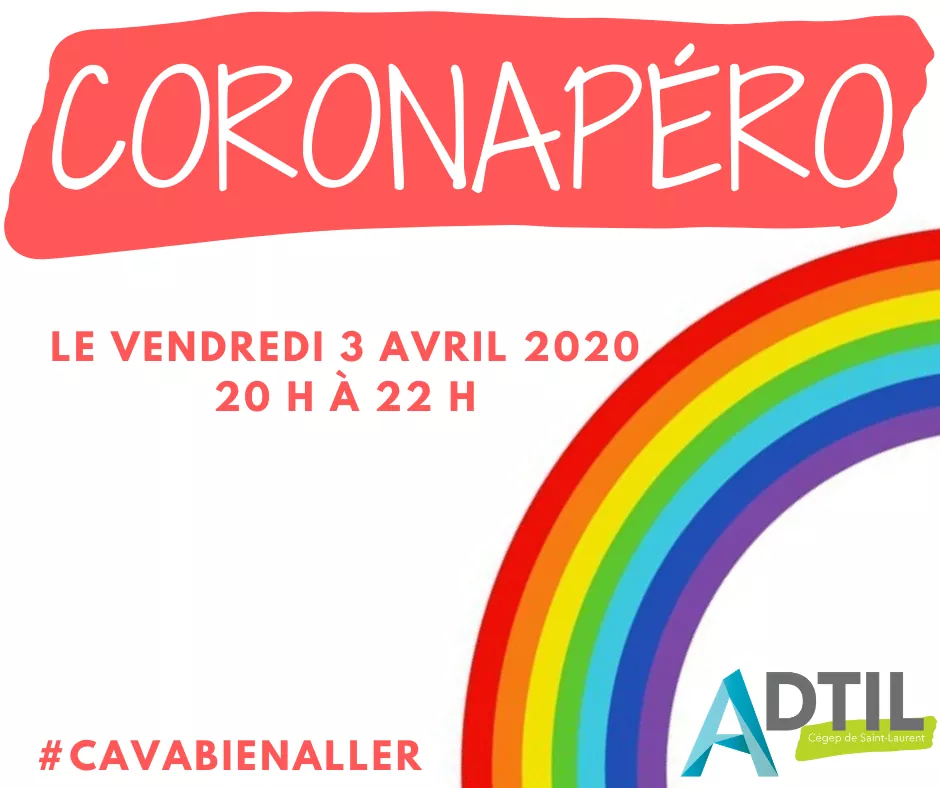 CORONAPÉRO
LE VENDREDI 3 AVRIL 2020
20 H À 22 H
#CAVABIENALLER
ADTIL
Cégep de Saint-Laurent